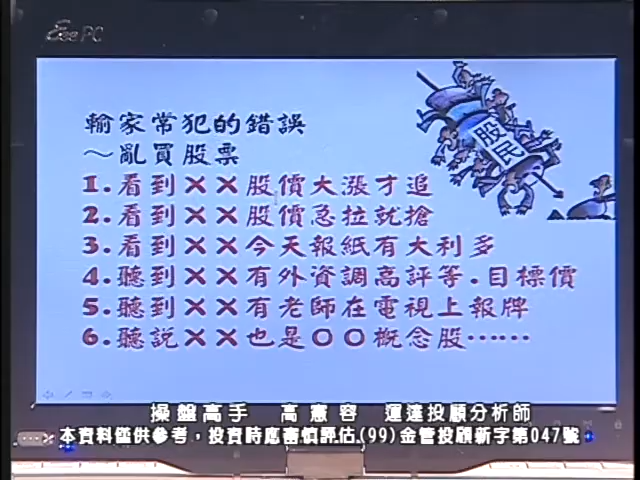 Eee PC
輸家常犯的錯誤
～亂買股票
股民
1.看到××股價大漲才追
2.看到××股價急拉就搶
3.看到××今天報紙有大利多
4.聽到××有外資調高評等.目標價
5.聽到××有老師在電視上報牌
6.聽說××也是〇〇概念股……
操盤高手 高憲容 運達投顧分析師
本資料僅供參考，投資時應審慎評估(99)金管投顧新字第047號